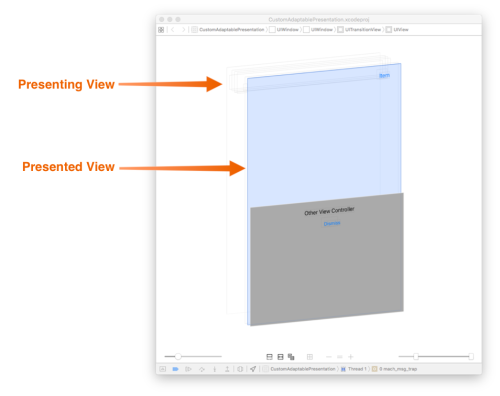 CustomAdaptablePresentation.xcodeproj
CustomAdaptablePresentation UIWindow UIWindow UITransitionView UIView
Presenting View
Item
Presented View
Other View Controller
Dismiss
CustomAdaptablePresentation Thread 1 0 mach_msg_trap